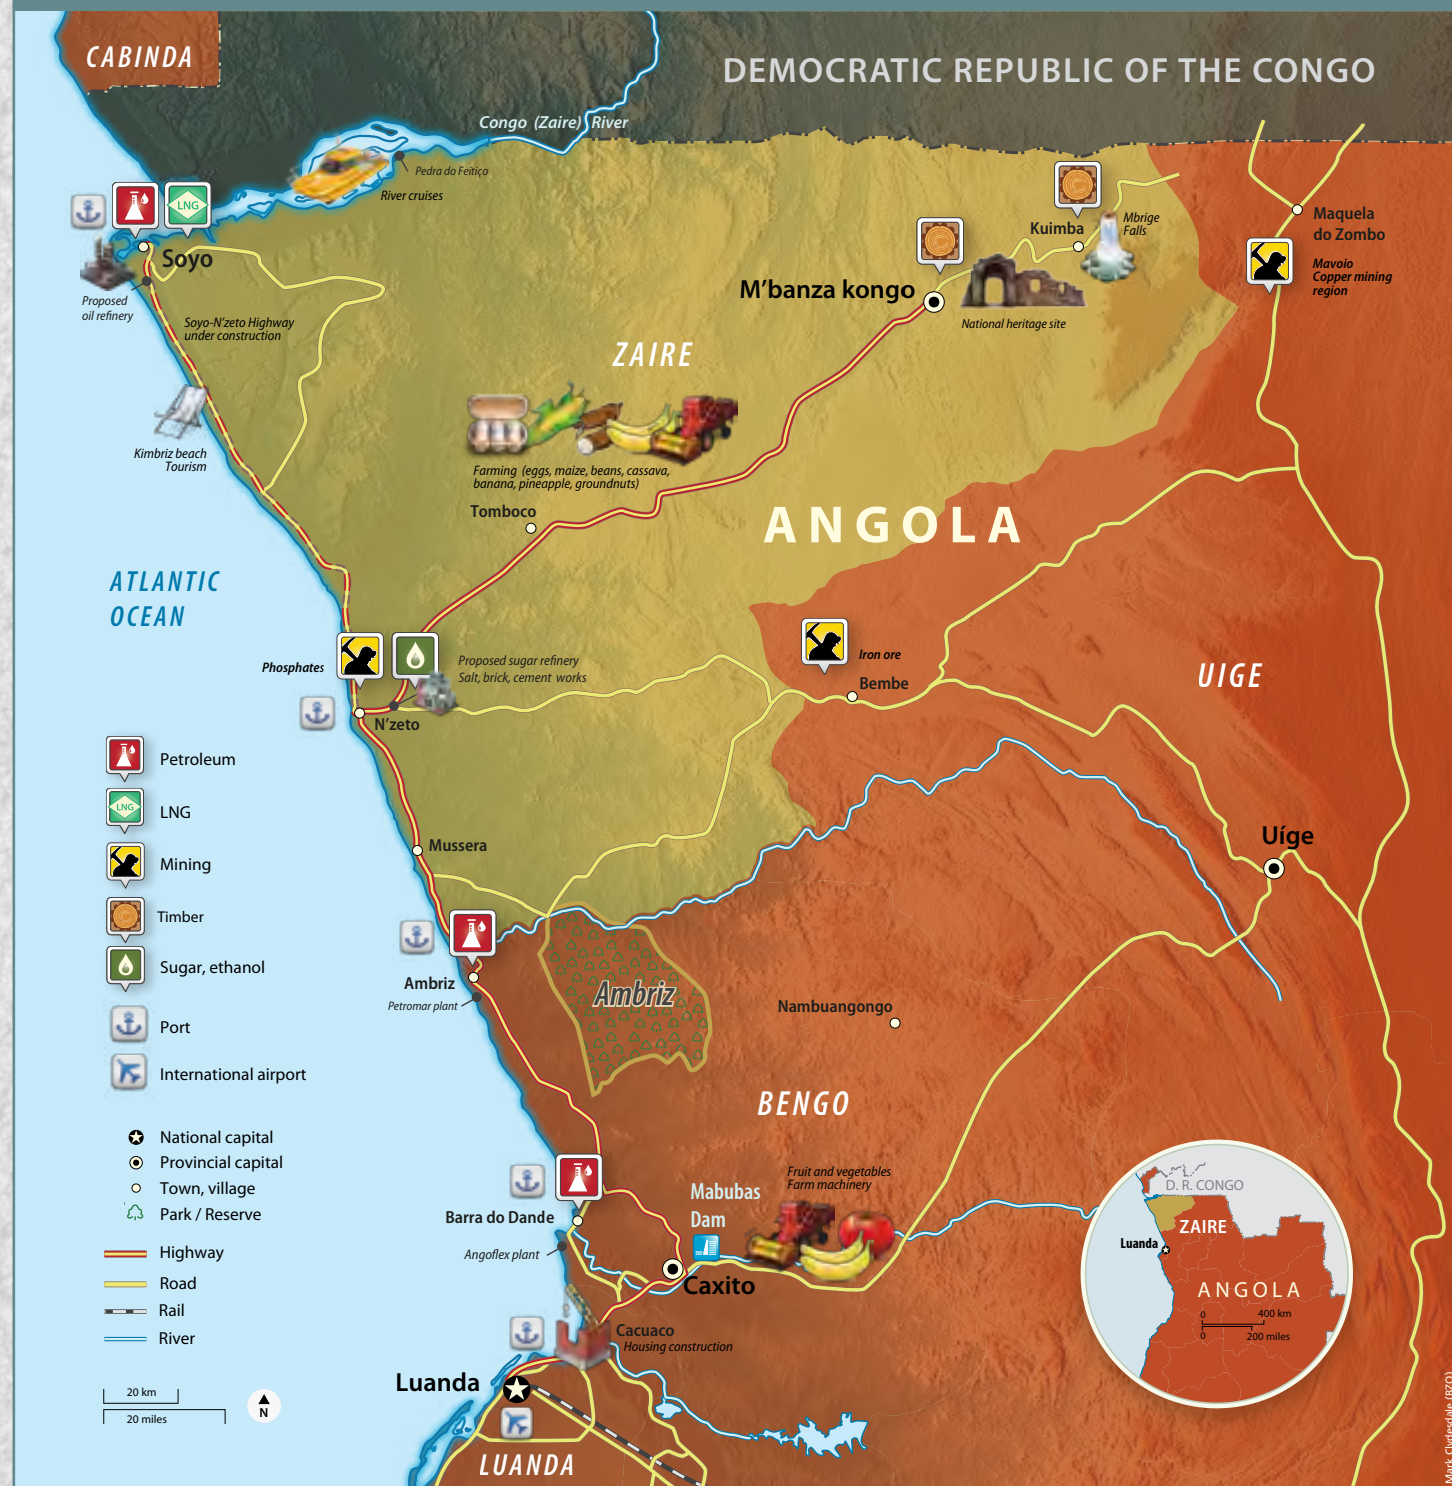 CABINDA
DEMOCRATIC REPUBLIC OF THE CONGO
Congo (Zaire) River
Pedra do Feitiço
River cruises
LNG
Soyo
Proposed
oil refinery
Soyo-N'zeto Highway
under construction
Kimbriz beach
Tourism
Kuimba
Mbrige
Falls
M'banza kongo
National heritage site
Maquela
do Zombo
Mavoio
Copper mining
region
ZAIRE
Farming (eggs, maize, beans, cassava,
banana, pineapple, groundnuts)
Tomboco
ANGOLA
ATLANTIC
OCEAN
Phosphates
Proposed sugar refinery
Salt, brick, cement works
N'zeto
Iron ore
Bembe
UIGE
Uíge
Mussera
Ambriz
Petromar plant
Ambriz
Nambuangongo
BENGO
Barra do Dande
Angoflex plant
Mabubas
Dam
Fruit and vegetables
Farm machinery
Caxito
Cacuaco
Housing construction
Luanda
LUANDA
Petroleum
LNG
LNG
Mining
Timber
Sugar, ethanol
Port
International airport
National capital
Provincial capital
Town, village
Park / Reserve
Highway
Road
Rail
River
20 km
20 miles
N
D. R. CONGO
ZAIRE
Luanda
ANGOLA
0 400 km
0 200 miles
Mark Clydesdale (BZO)